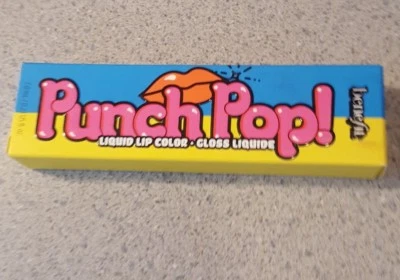 Punch Pop!
LIQUID LIP COLOR • GLOSS LIQUIDE
benefit